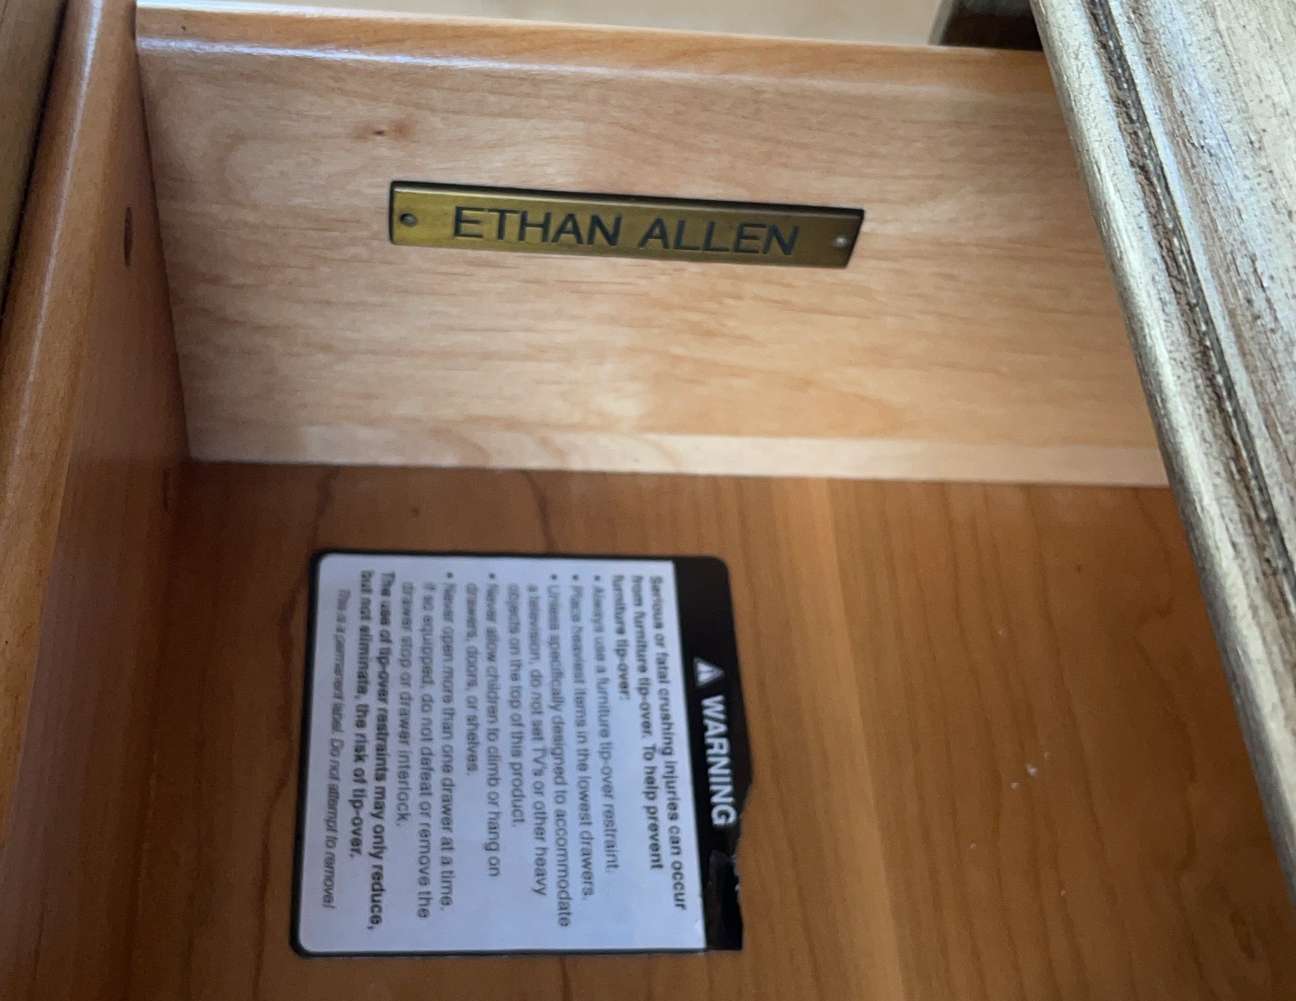 ETHAN ALLEN
⚠ WARNING
Serious or fatal crushing injuries can occur
from furniture tip-over. To help prevent
furniture tip-over:
• Always use a furniture tip-over restraint.
• Place heaviest items in the lowest drawers.
• Unless specifically designed to accommodate
a television, do not set TV's or other heavy
objects on the top of this product.
• Never allow children to climb or hang on
drawers, doors, or shelves.
• Never open more than one drawer at a time.
If so equipped, do not defeat or remove the
drawer stop or drawer interlock.
The use of tip-over restraints may only reduce,
but not eliminate, the risk of tip-over.
This is a permanent label. Do not attempt to remove!